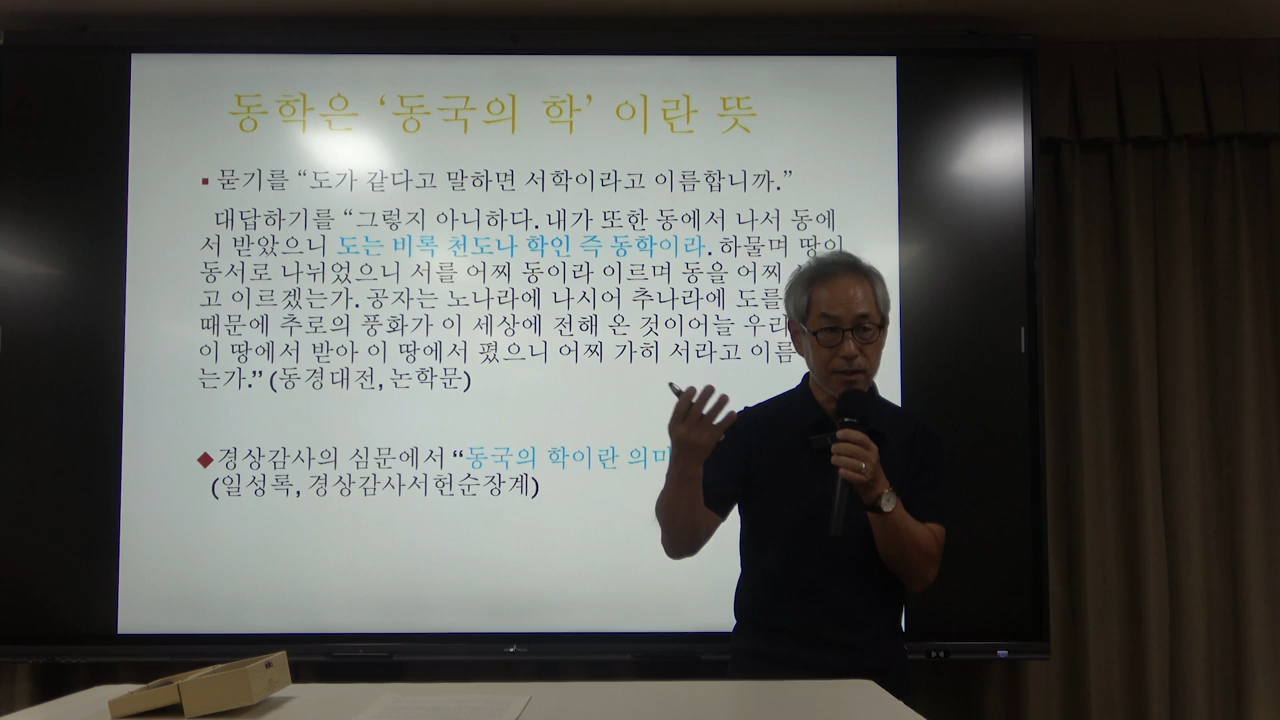 동학은 ‘동국의 학’ 이란 뜻
묻기를 “도가 같다고 말하면 서학이라고 이름합니까.”
대답하기를 “그렇지 아니하다. 내가 또한 동에서 나서 동에
서 받았으니 도는 비록 천도나 학인 즉 동학이라. 하물며 땅이
동서로 나뉘었으니 서를 어찌 동이라 이르며 동을 어찌
고 이르겠는가. 공자는 노나라에 나시어 추나라에 도를
때문에 추로의 풍화가 이 세상에 전해 온 것이어늘 우리
이 땅에서 받아 이 땅에서 폈으니 어찌 가히 서라고 이름
는가.” (동경대전, 논학문)
경상감사의 심문에서 “동국의 학이란 의미
(일성록, 경상감사서헌순장계)